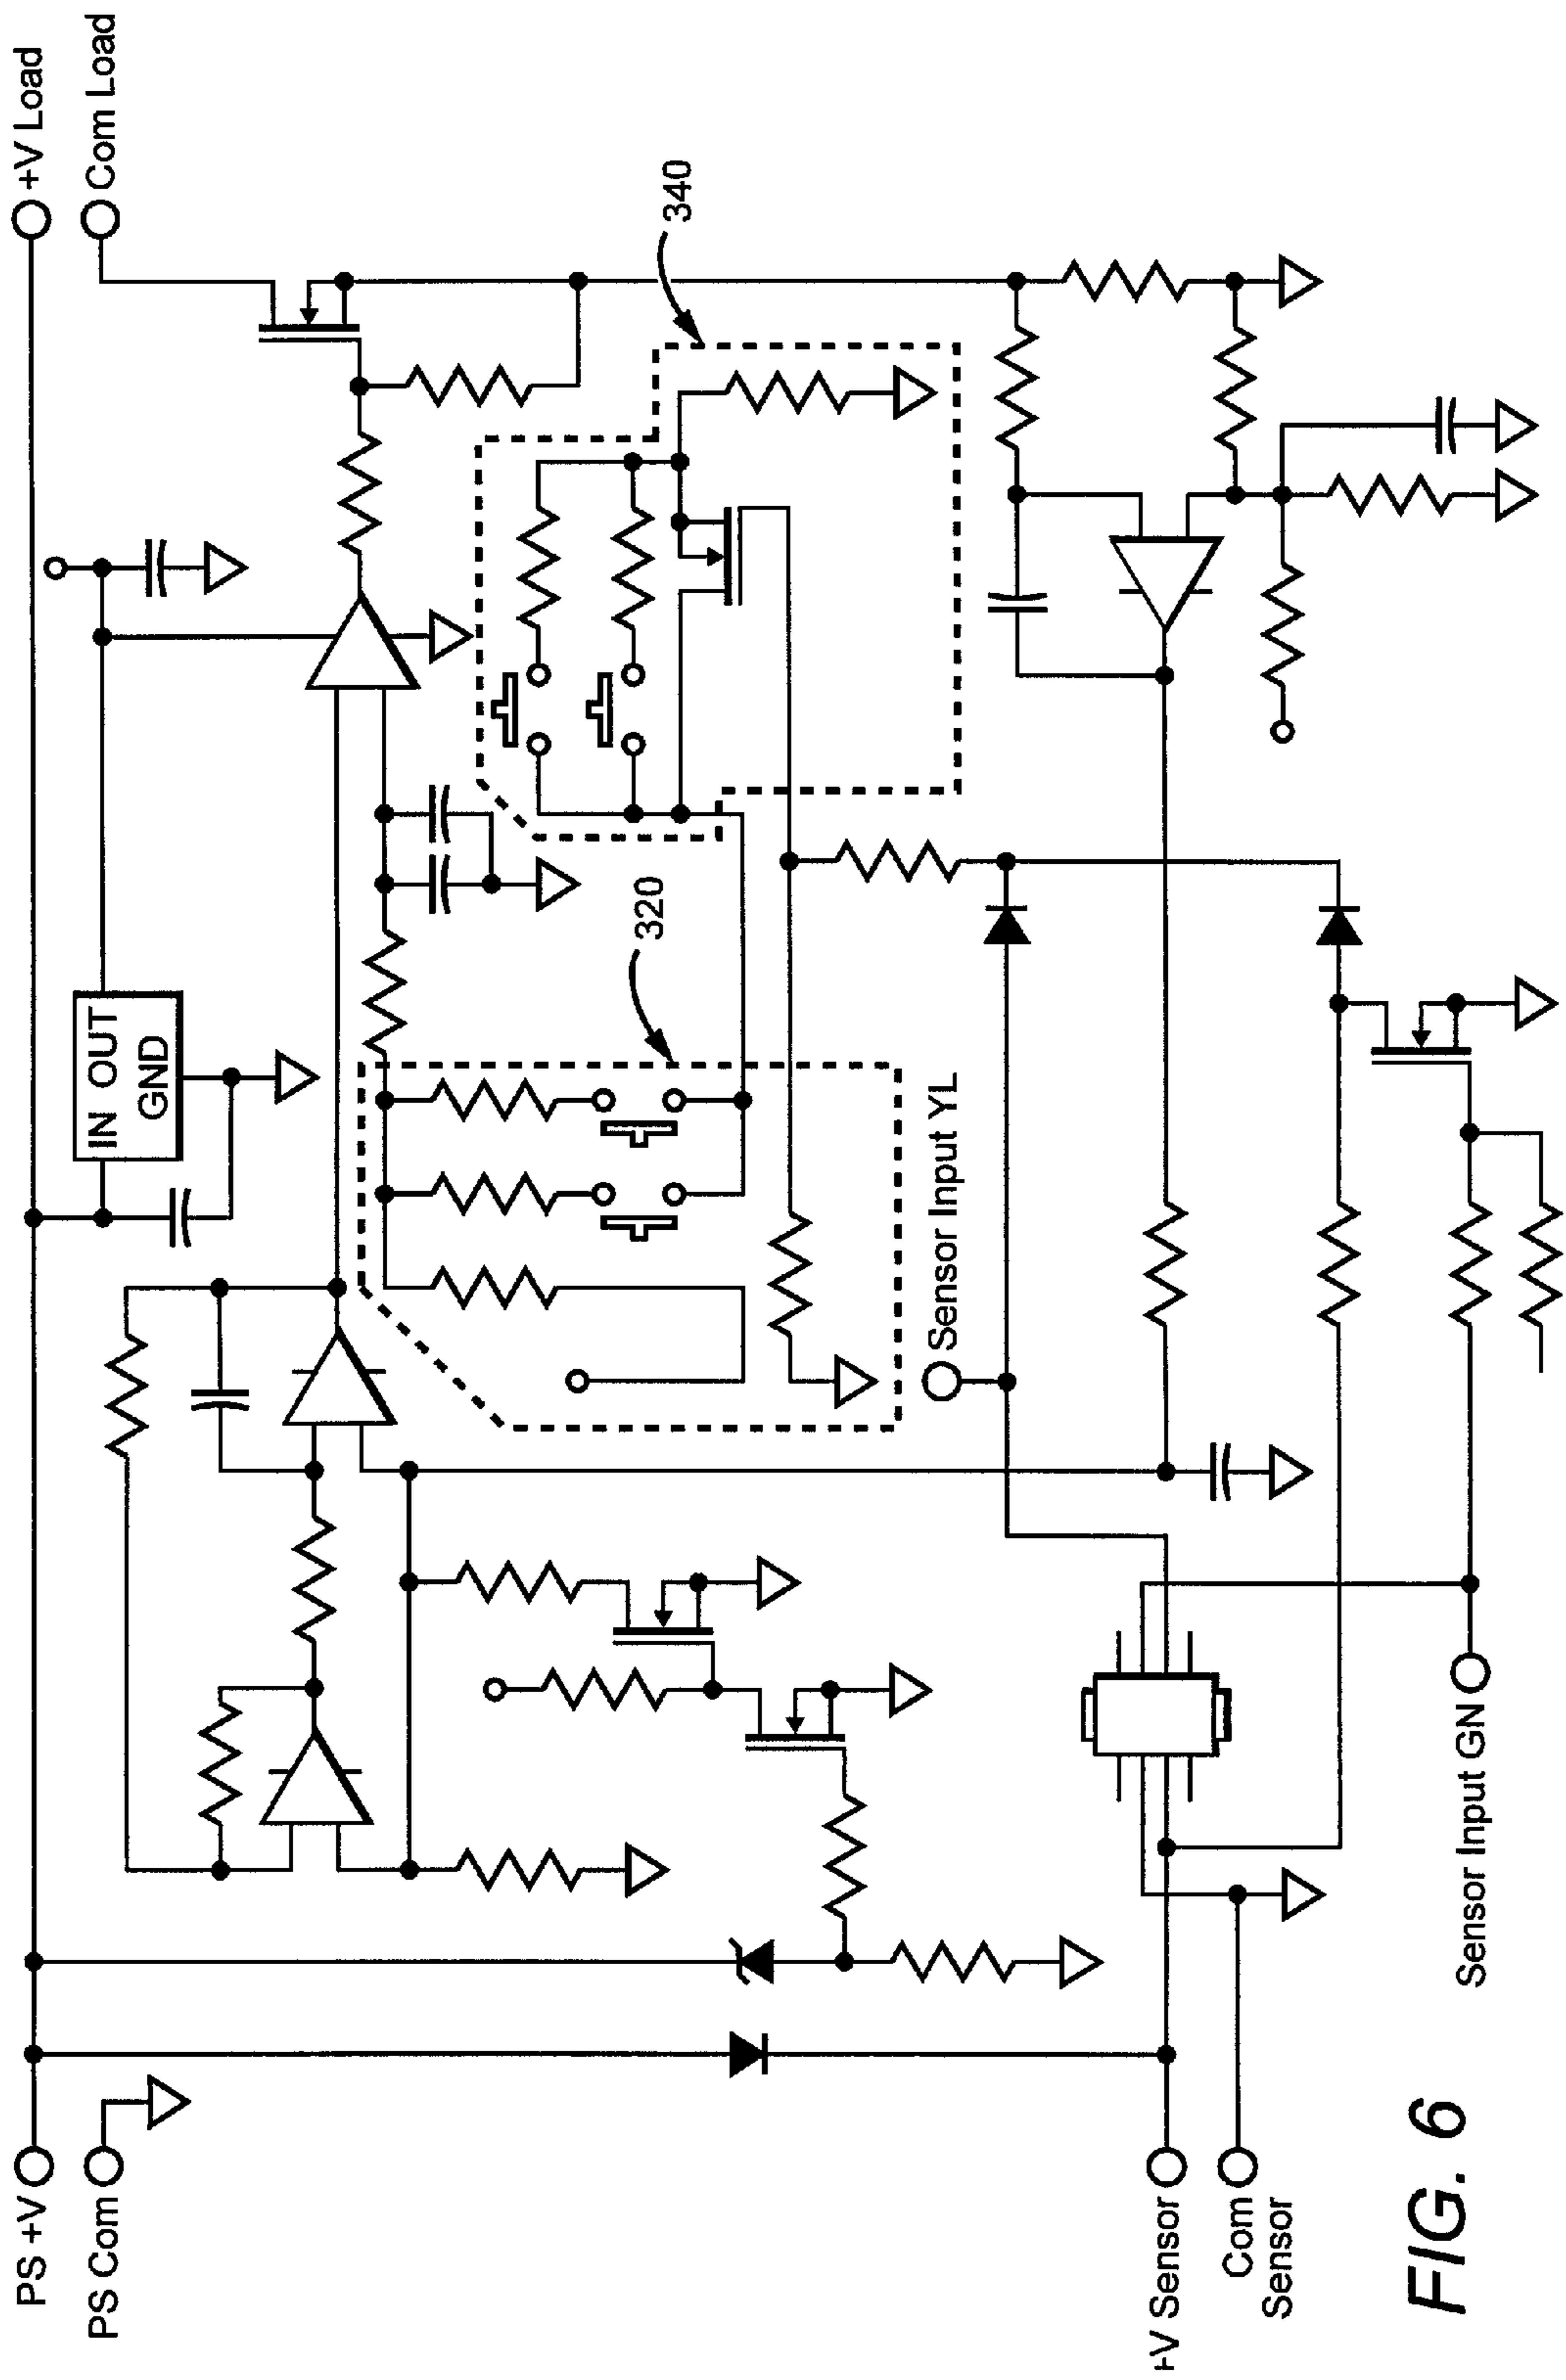 +V Load
Com Load
340
IN OUT
GND
320
Sensor Input YL
PS +V
PS Com
+V Sensor
Com
Sensor
Sensor Input GN
FIG. 6